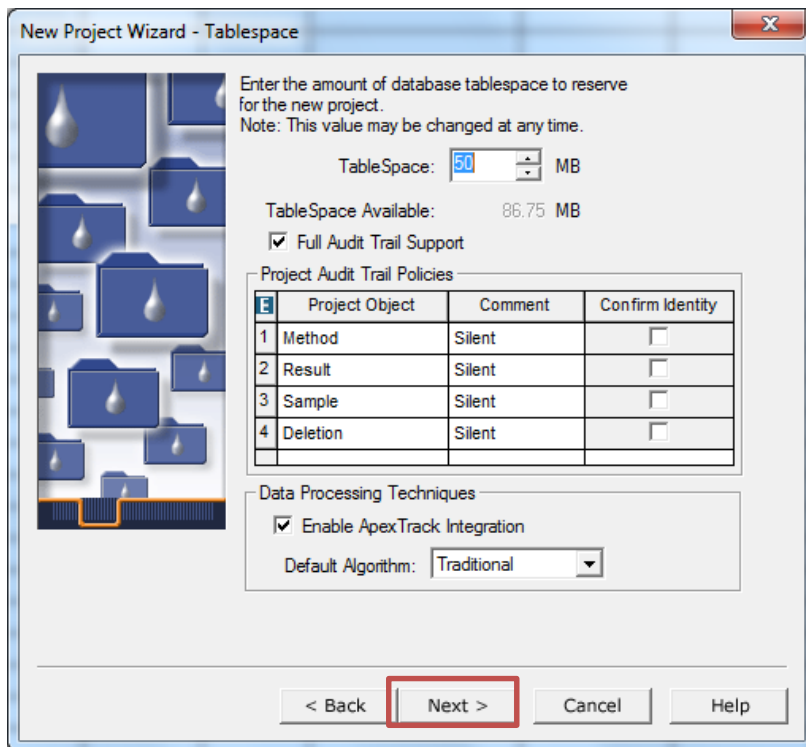 New Project Wizard - Tablespace
Enter the amount of database tablespace to reserve
for the new project.
Note: This value may be changed at any time.
TableSpace: 50 MB
TableSpace Available: 86.75 MB
Full Audit Trail Support
Project Audit Trail Policies
E Project Object Comment Confirm Identity
1 Method Silent
2 Result Silent
3 Sample Silent
4 Deletion Silent
Data Processing Techniques
Enable ApexTrack Integration
Default Algorithm: Traditional
< Back Next > Cancel Help